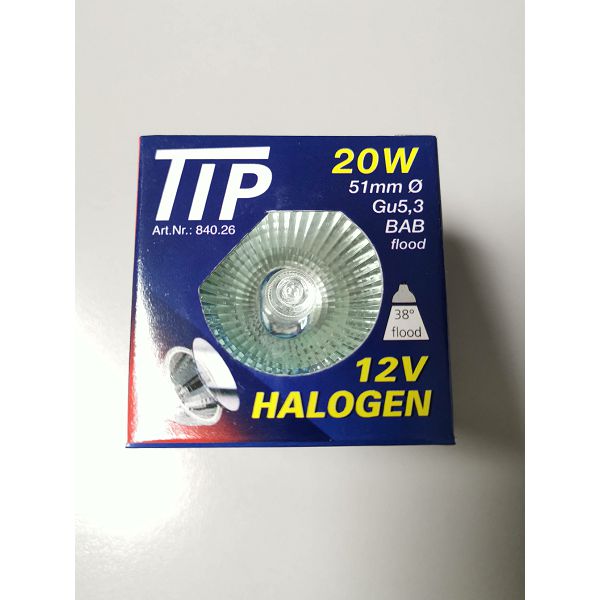 TIP
Art.Nr.: 840.26
20W
51mm Ø
Gu5,3
BAB
flood
38°
flood
12V
HALOGEN